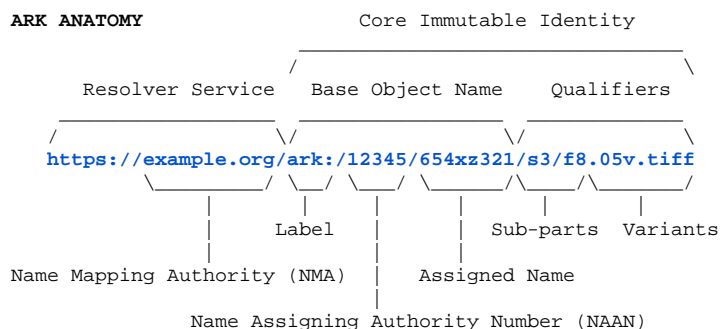 ARK ANATOMY Core Immutable Identity
Resolver Service Base Object Name Qualifiers
https://example.org/ark:/12345/654xz321/s3/f8.05v.tiff
Label Sub-parts Variants
Name Mapping Authority (NMA) Assigned Name
Name Assigning Authority Number (NAAN)